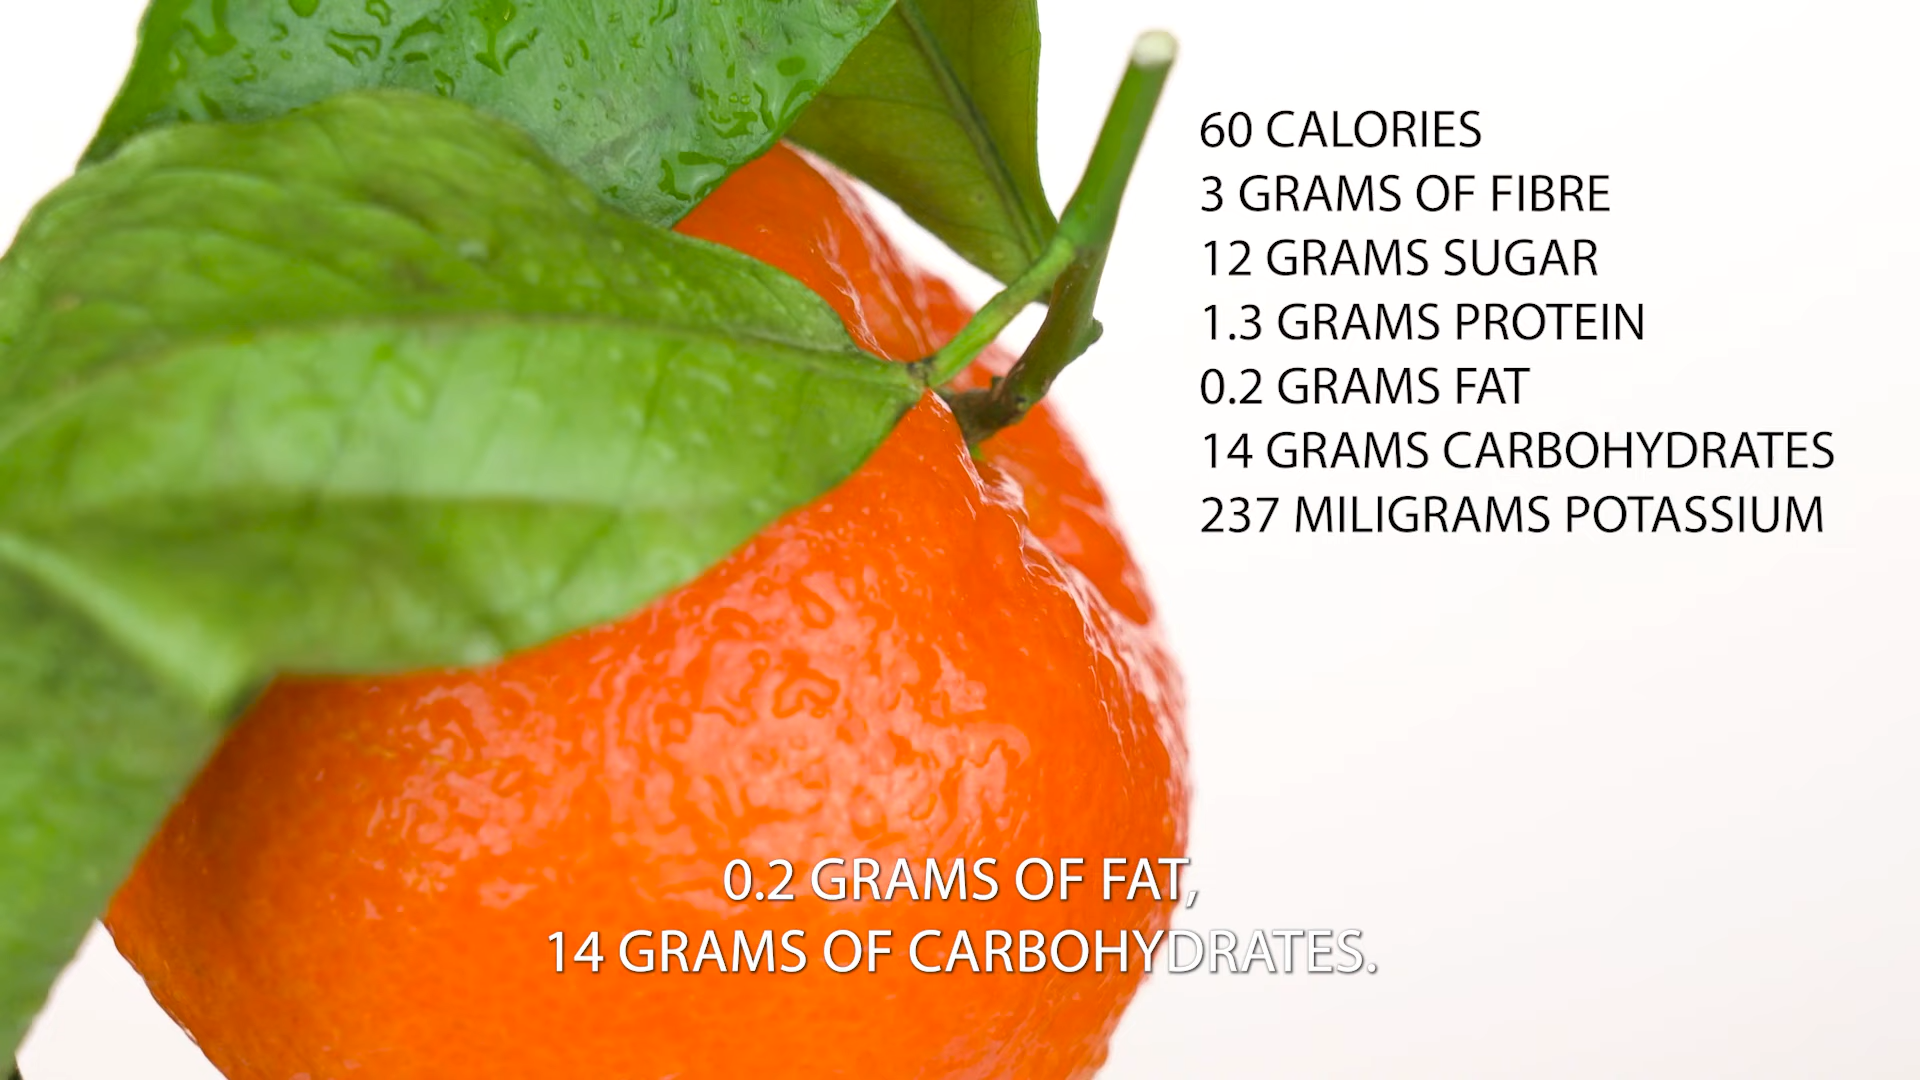 60 CALORIES
3 GRAMS OF FIBRE
12 GRAMS SUGAR
1.3 GRAMS PROTEIN
0.2 GRAMS FAT
14 GRAMS CARBOHYDRATES
237 MILIGRAMS POTASSIUM
0.2 GRAMS OF FAT,
14 GRAMS OF CARBOHYDRATES.